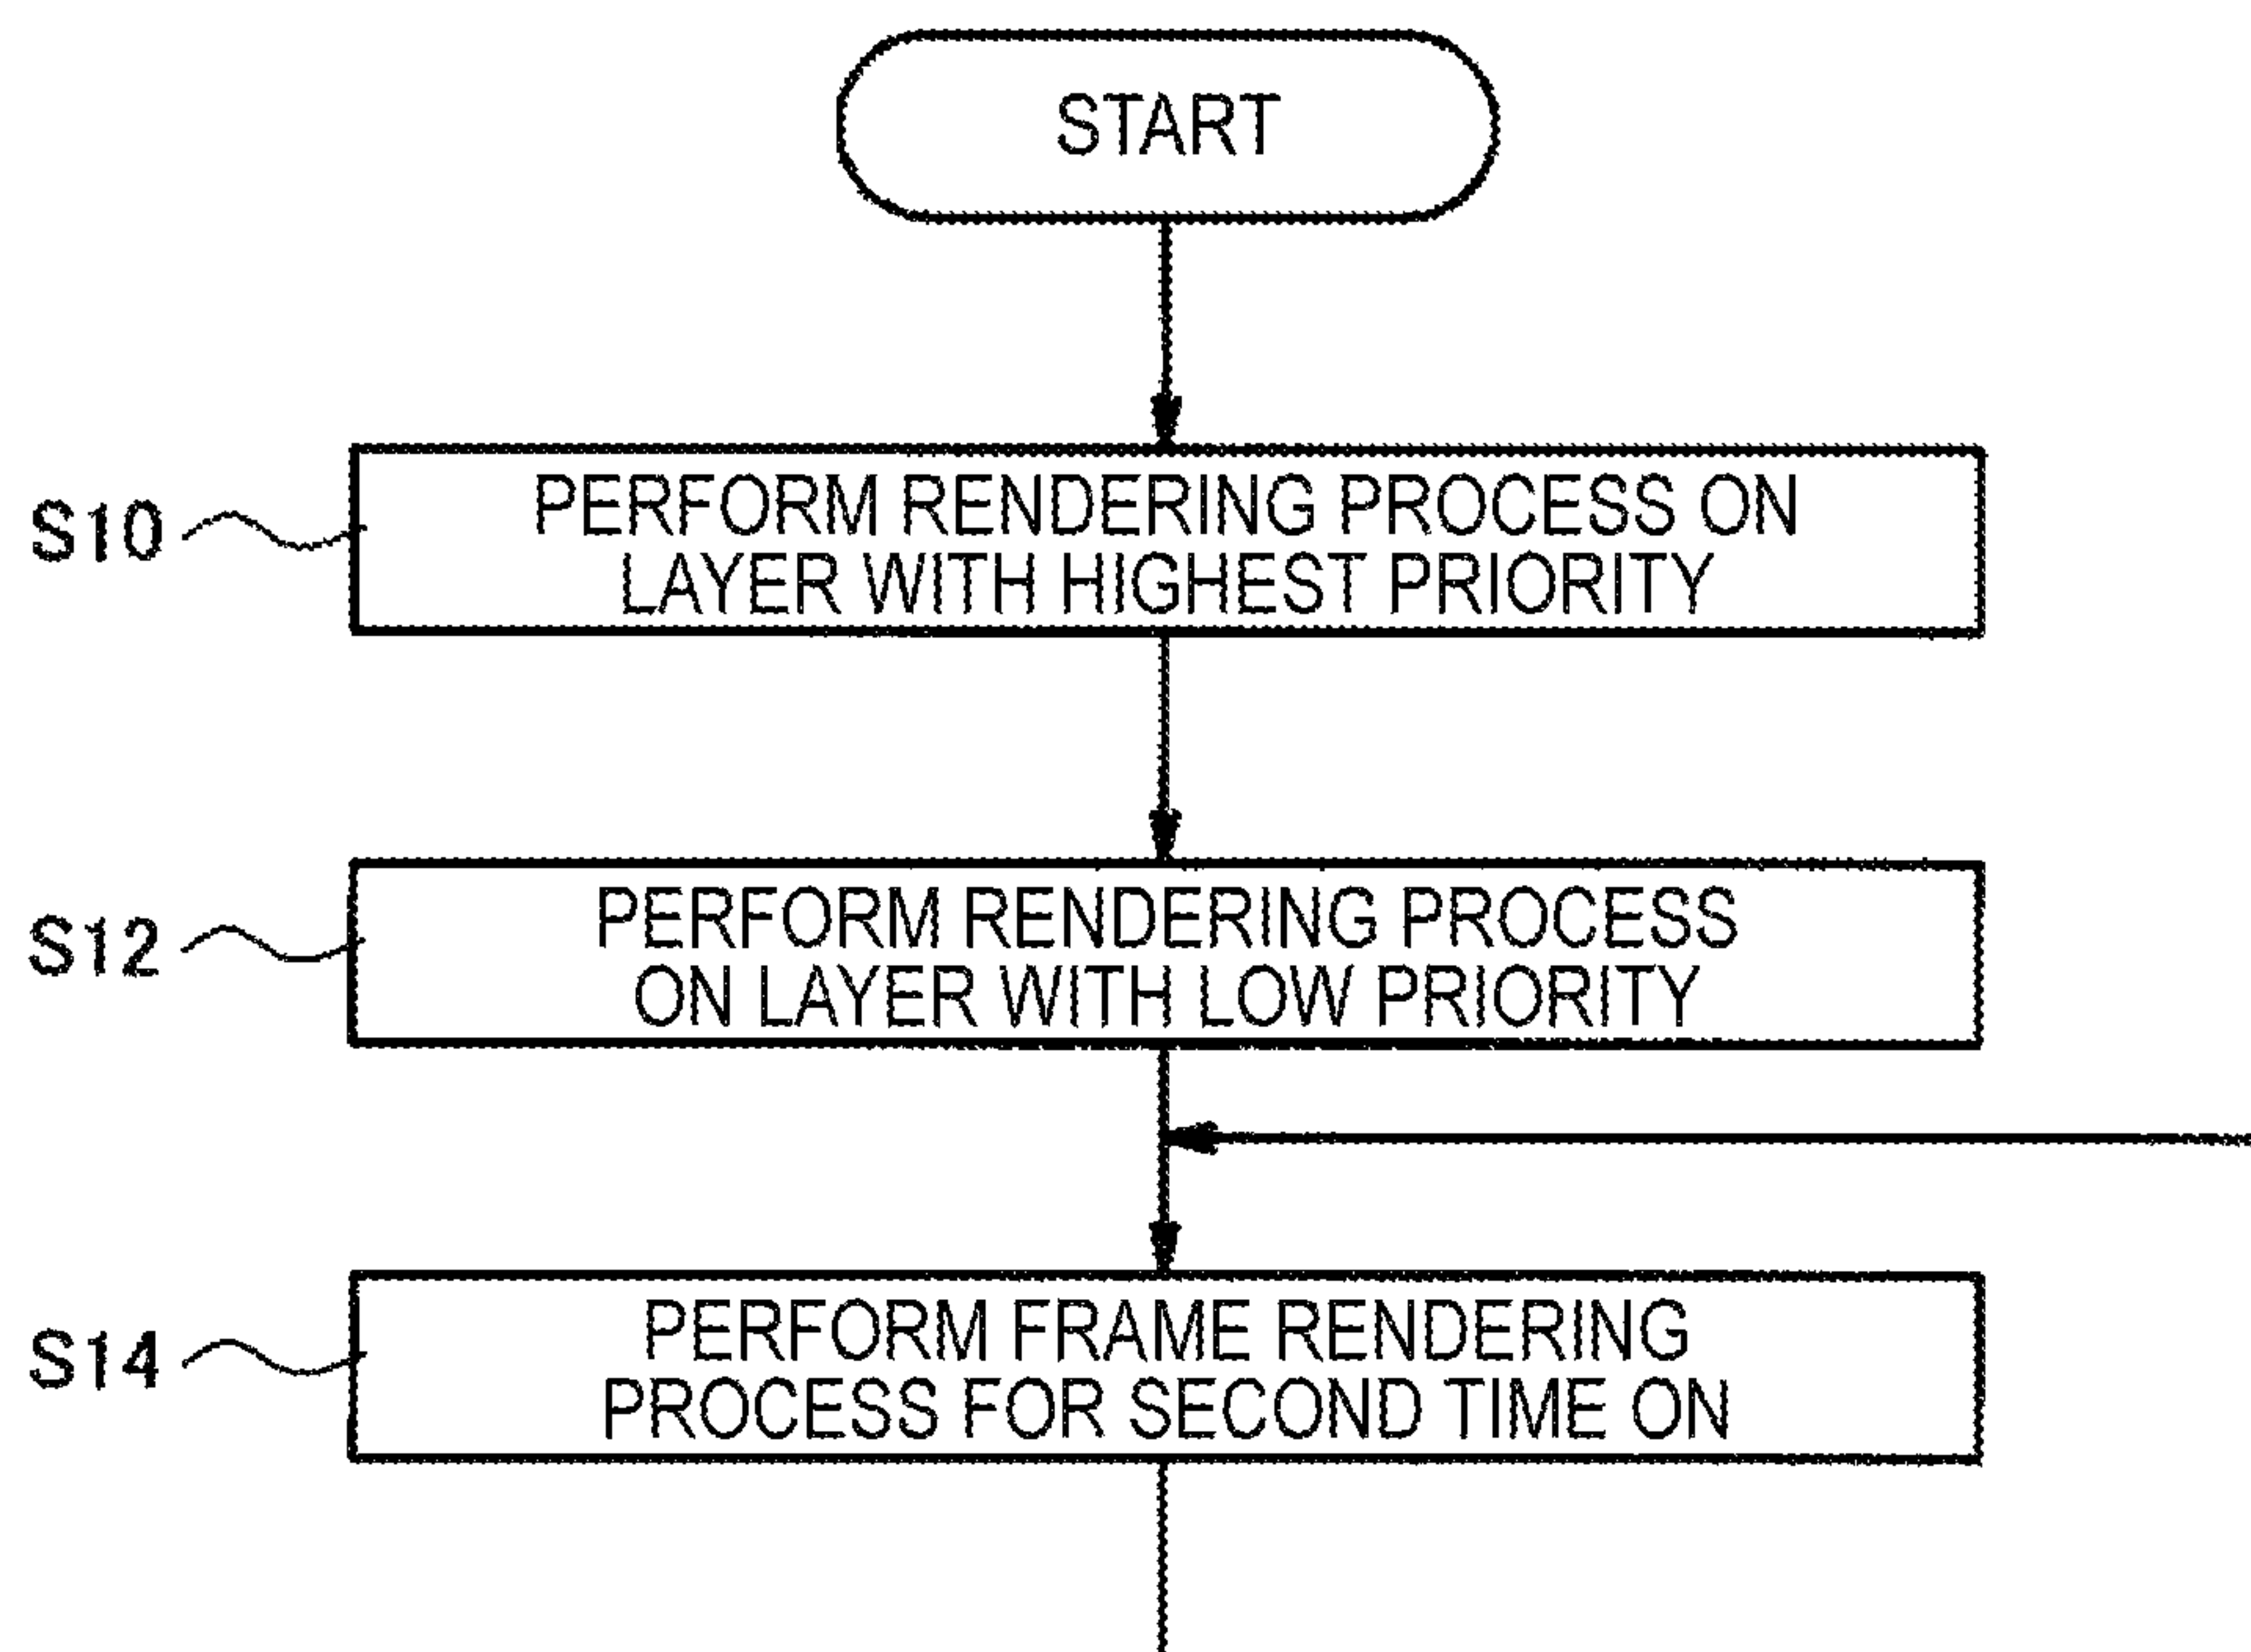 START
S10
PERFORM RENDERING PROCESS ON
LAYER WITH HIGHEST PRIORITY
S12
PERFORM RENDERING PROCESS
ON LAYER WITH LOW PRIORITY
S14
PERFORM FRAME RENDERING
PROCESS FOR SECOND TIME ON